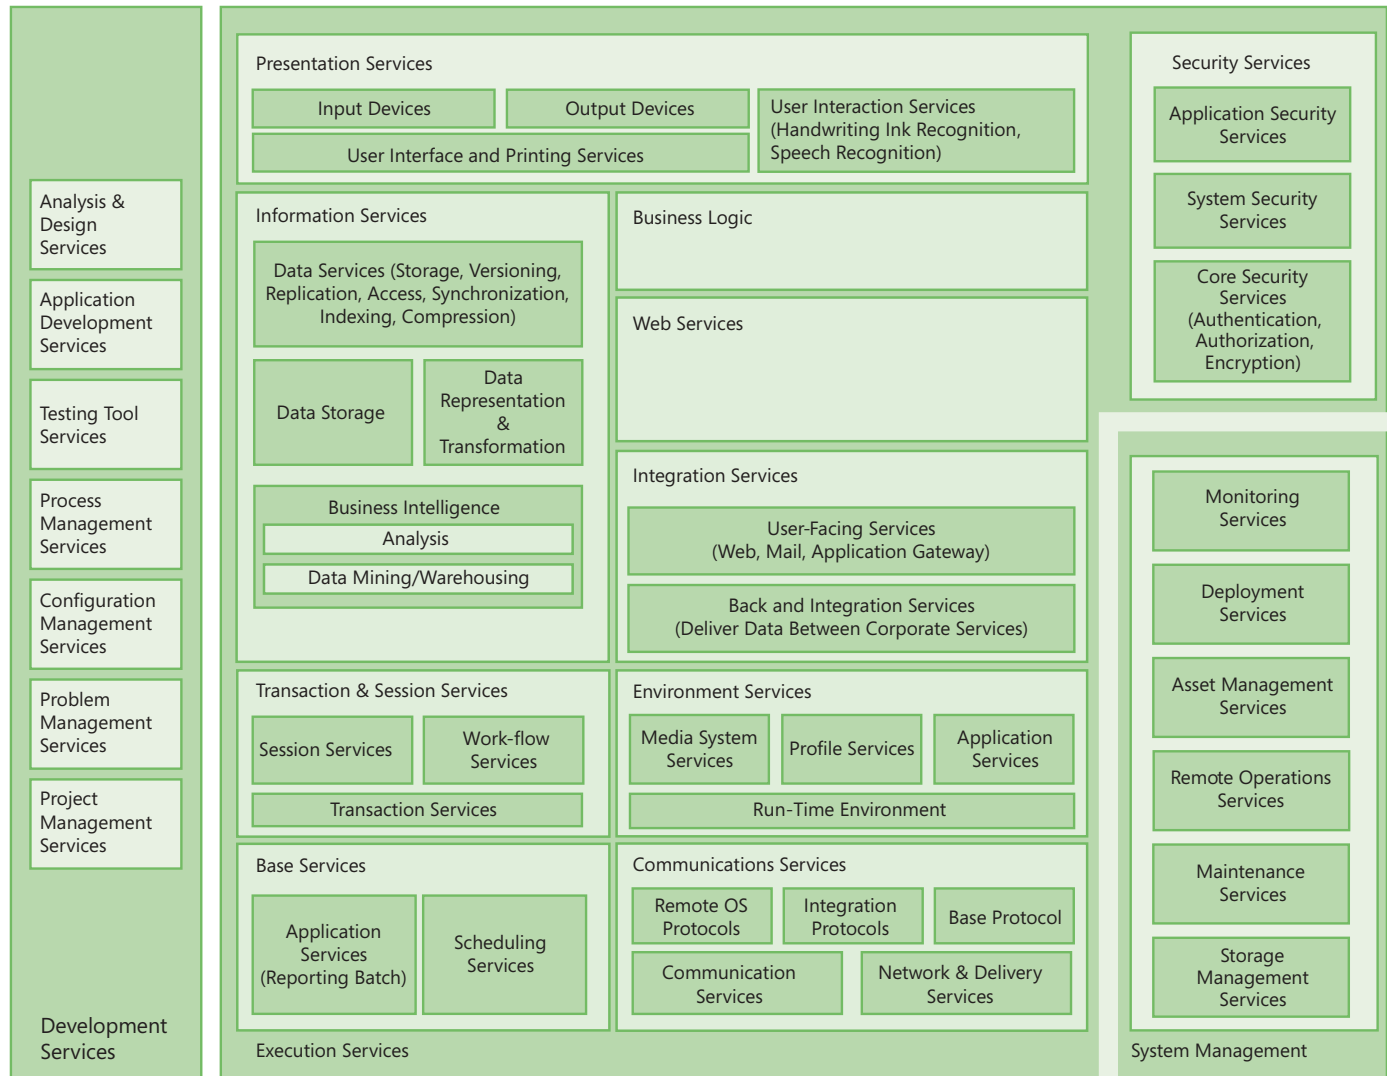 Analysis &
Design
Services
Application
Development
Services
Testing Tool
Services
Process
Management
Services
Configuration
Management
Services
Problem
Management
Services
Project
Management
Services
Development
Services
Presentation Services
Input Devices
Output Devices
User Interface and Printing Services
User Interaction Services
(Handwriting Ink Recognition,
Speech Recognition)
Information Services
Data Services (Storage, Versioning,
Replication, Access, Synchronization,
Indexing, Compression)
Data Storage
Data
Representation
&
Transformation
Business Intelligence
Analysis
Data Mining/Warehousing
Business Logic
Web Services
Integration Services
User-Facing Services
(Web, Mail, Application Gateway)
Back and Integration Services
(Deliver Data Between Corporate Services)
Transaction & Session Services
Session Services
Work-flow
Services
Transaction Services
Environment Services
Media System
Services
Profile Services
Application
Services
Run-Time Environment
Base Services
Application
Services
(Reporting Batch)
Scheduling
Services
Communications Services
Remote OS
Protocols
Integration
Protocols
Base Protocol
Communication
Services
Network & Delivery
Services
Execution Services
Security Services
Application Security
Services
System Security
Services
Core Security
Services
(Authentication,
Authorization,
Encryption)
Monitoring
Services
Deployment
Services
Asset Management
Services
Remote Operations
Services
Maintenance
Services
Storage
Management
Services
System Management